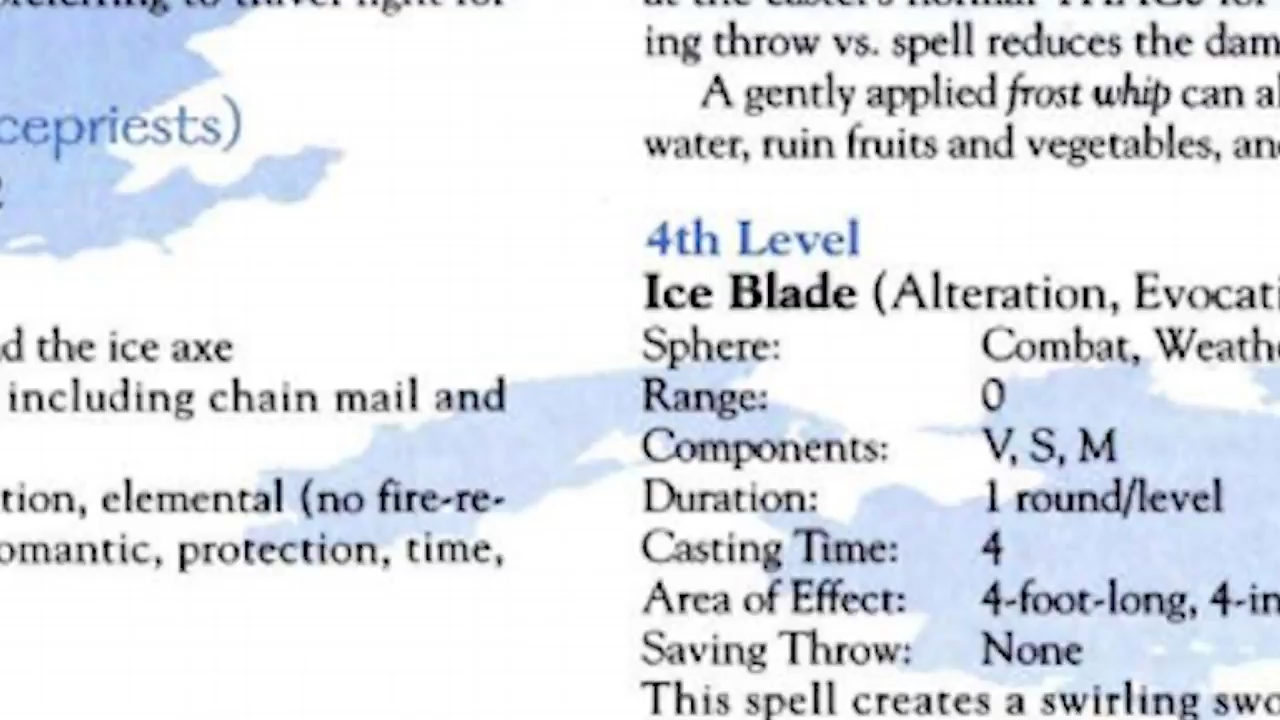 cepriests)
d the ice axe
including chain mail and
tion, elemental (no fire-re-
omantic, protection, time,
ing throw vs. spell reduces the dam
A gently applied frost whip can al
water, ruin fruits and vegetables, an
4th Level
Ice Blade (Alteration, Evocati
Sphere: Combat, Weathe
Range: 0
Components: V, S, M
Duration: 1 round/level
Casting Time: 4
Area of Effect: 4-foot-long, 4-in
Saving Throw: None
This spell creates a swirling swo